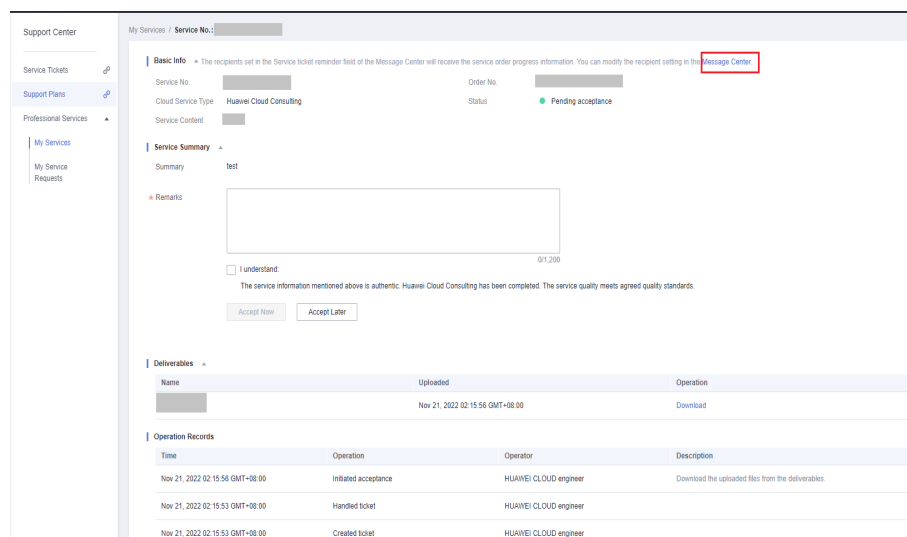 Support Center
My Services / Service No.:
Service Tickets
Support Plans
Professional Services
My Services
My Service
Requests
Basic Info
The recipients set in the Service ticket reminder field of the Message Center will receive the service order progress information. You can modify the recipient setting in the Message Center.
Service No.
Order No.
Cloud Service Type Huawei Cloud Consulting
Status Pending acceptance
Service Content
Service Summary
Summary test
* Remarks
0/1,200
I understand:
The service information mentioned above is authentic. Huawei Cloud Consulting has been completed. The service quality meets agreed quality standards.
Accept Now Accept Later
Deliverables
Name Uploaded Operation
Nov 21, 2022 02:15:56 GMT+08:00 Download
Operation Records
Time Operation Operator Description
Nov 21, 2022 02:15:56 GMT+08:00 Initiated acceptance HUAWEI CLOUD engineer Download the uploaded files from the deliverables.
Nov 21, 2022 02:15:53 GMT+08:00 Handled ticket HUAWEI CLOUD engineer
Nov 21, 2022 02:15:53 GMT+08:00 Created ticket HUAWEI CLOUD engineer